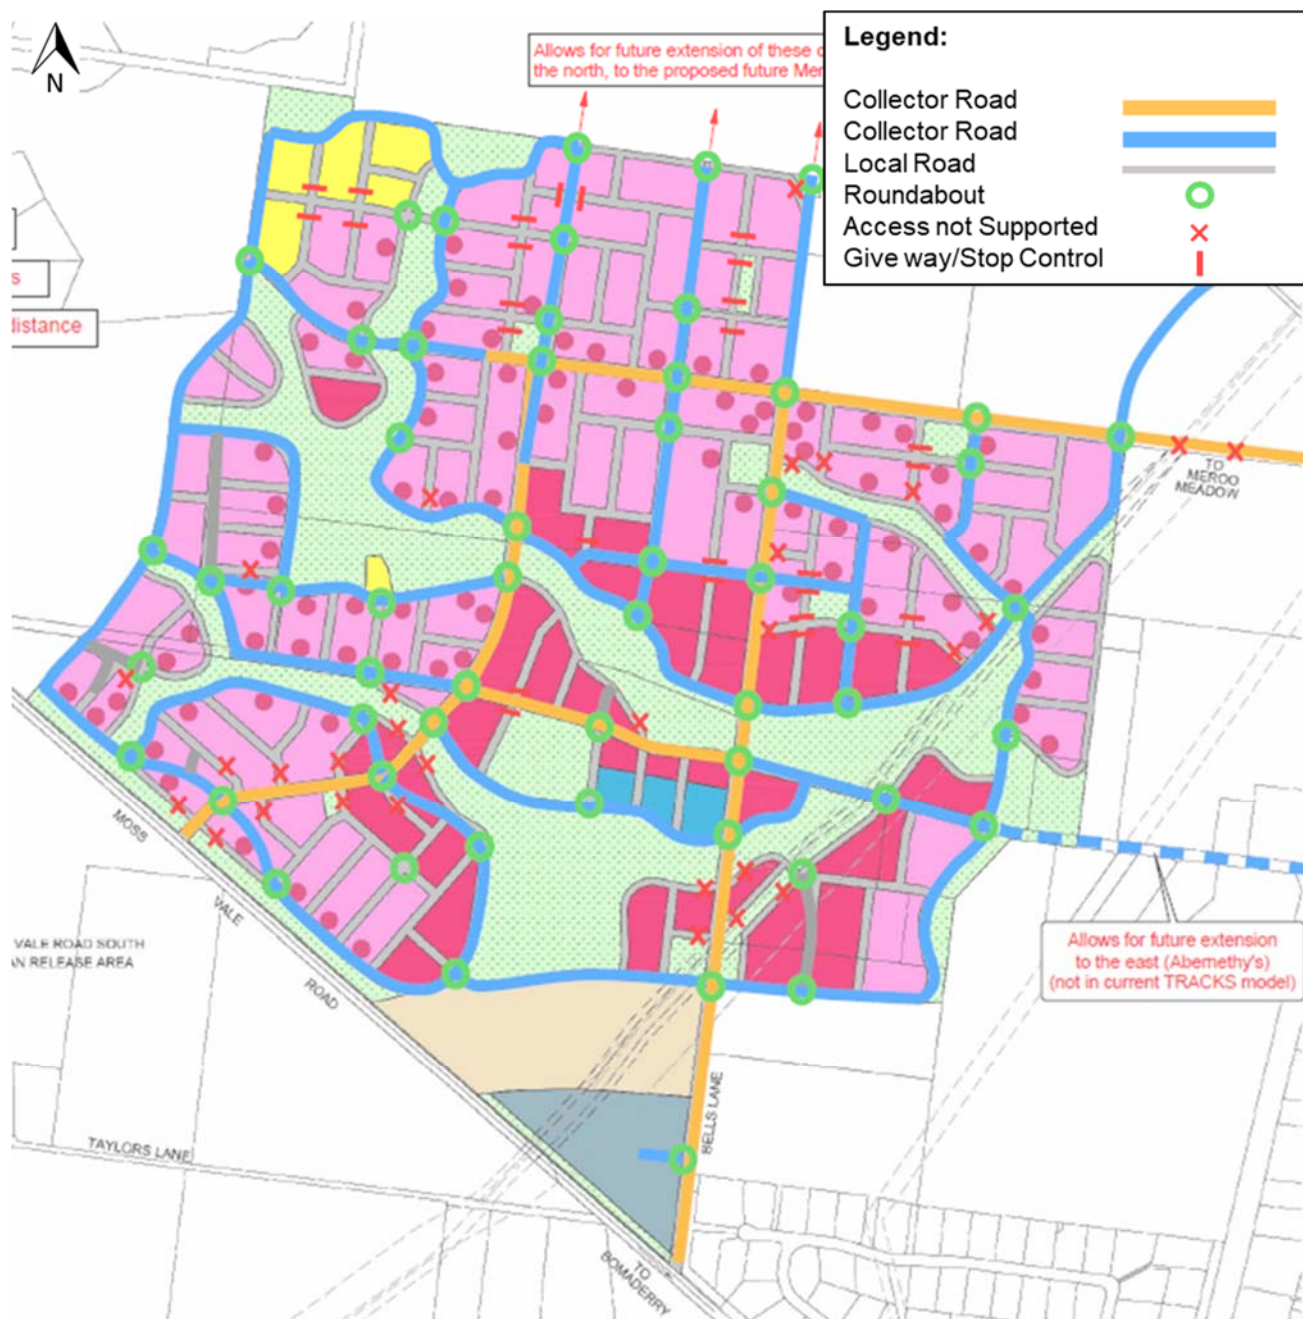 N
Allows for future extension of these
the north, to the proposed future
Legend:
Collector Road
Collector Road
Local Road
Roundabout
Access not Supported
Give way/Stop Control
s
distance
TO
MEROO
MEADOW
MOSS
VALE
ROAD
VALE ROAD SOUTH
AN RELEASE AREA
Allows for future extension
to the east (Abernethy's)
(not in current TRACKS model)
BELLS LANE
TAYLORS LANE
TO
BOMADERRY